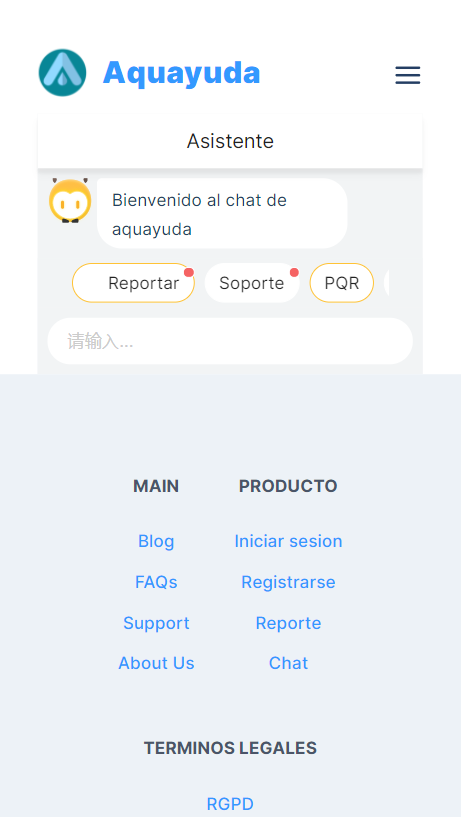 Aquayuda
Asistente
Bienvenido al chat de
aquayuda
Reportar
Soporte
PQR
请输入...
MAIN
PRODUCTO
Blog
Iniciar sesion
FAQs
Registrarse
Support
Reporte
About Us
Chat
TERMINOS LEGALES
RGPD